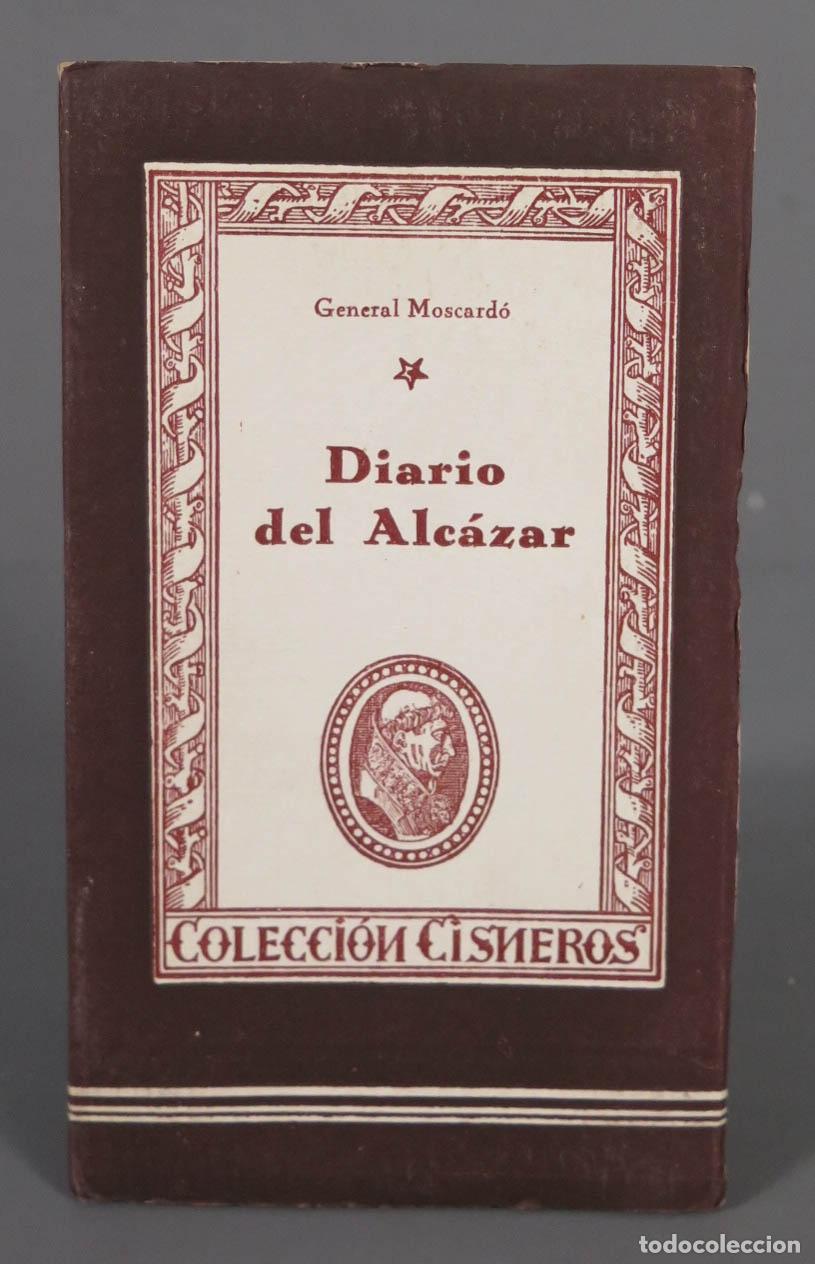 General Moscardó
Diario
del Alcázar
COLECCIÓN CISNEROS
todocoleccion